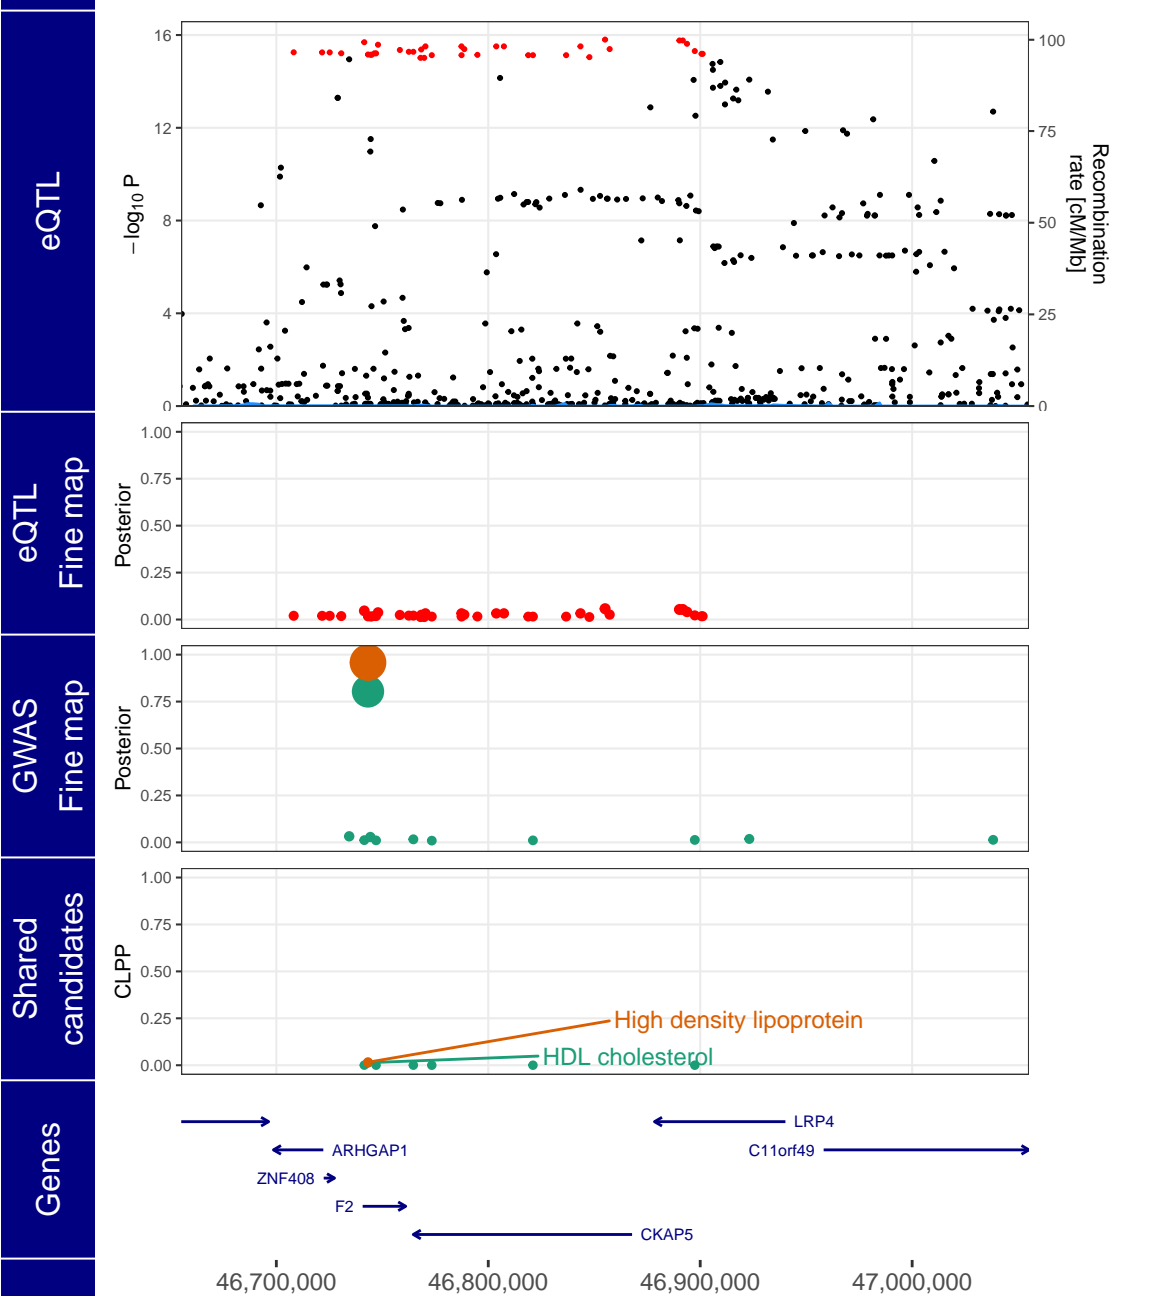 eQTL
−log10 P
16
12
8
4
0
100
75
50
25
0
Recombination
rate [cM/Mb]
eQTL
Fine map
Posterior
1.00
0.75
0.50
0.25
0.00
GWAS
Fine map
Posterior
1.00
0.75
0.50
0.25
0.00
Shared
candidates
CLPP
1.00
0.75
0.50
0.25
0.00
High density lipoprotein
HDL cholesterol
Genes
LRP4
ARHGAP1
C11orf49
ZNF408
F2
CKAP5
46,700,000
46,800,000
46,900,000
47,000,000